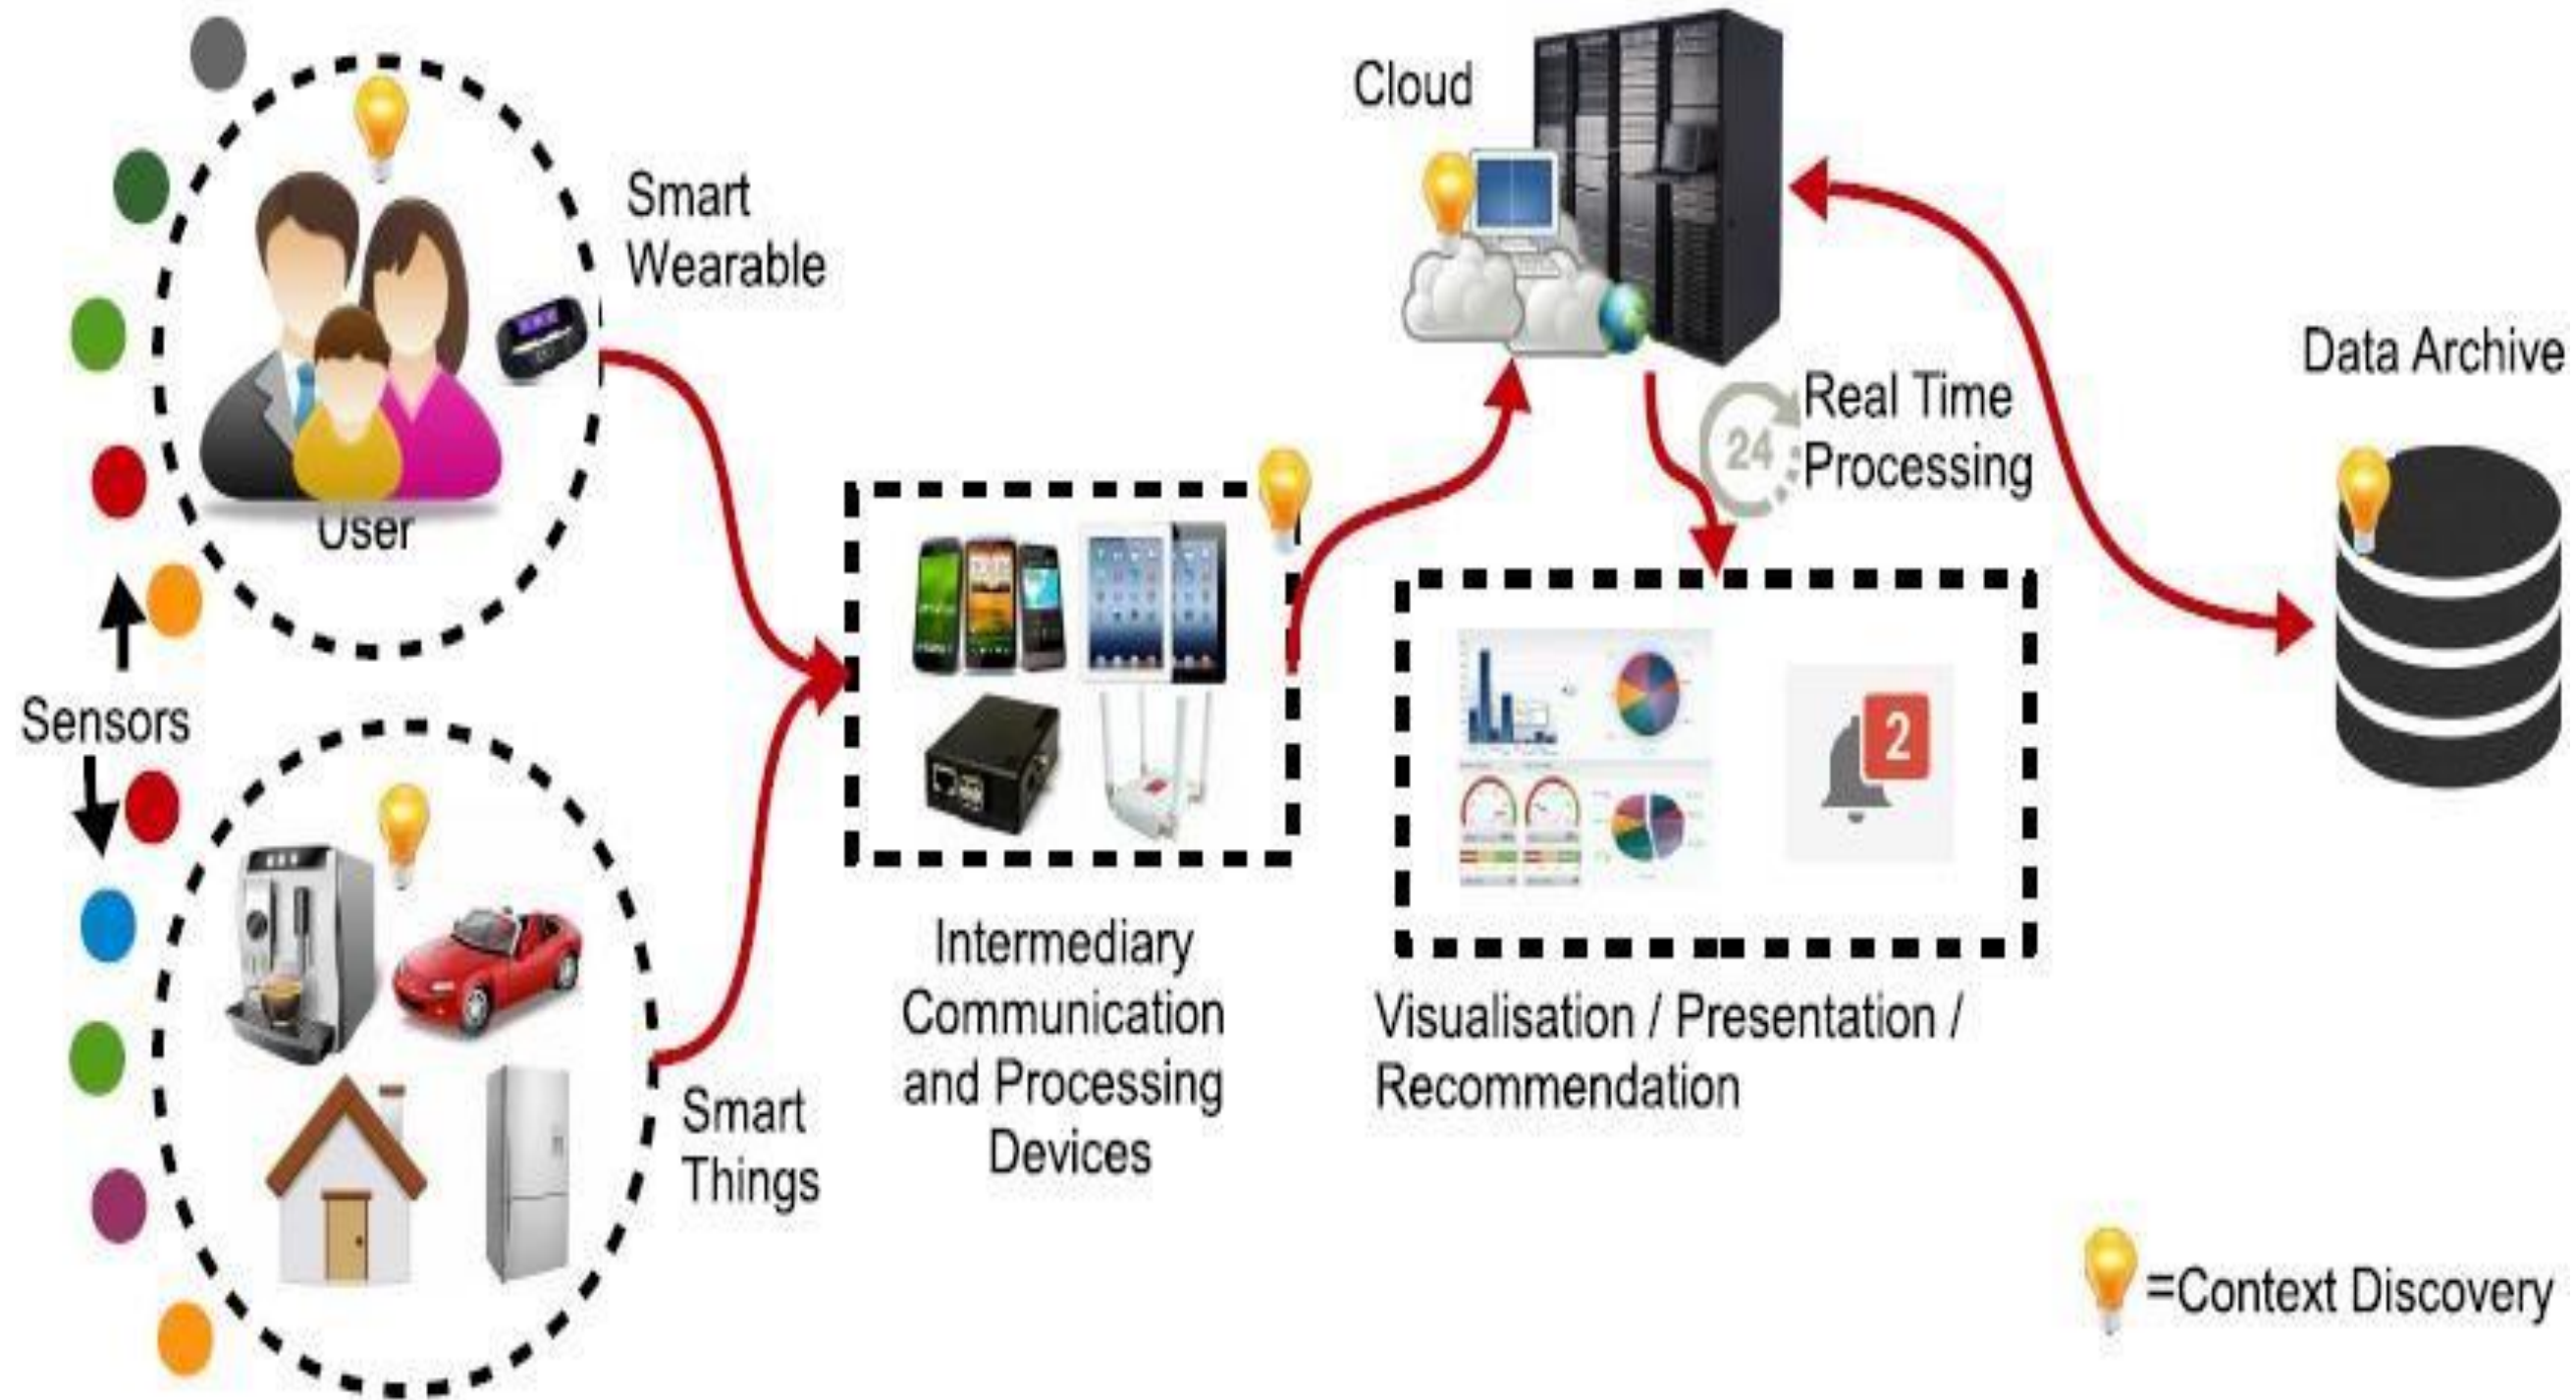 Smart
Wearable
User
Sensors
Smart
Things
Intermediary
Communication
and Processing
Devices
Cloud
24
Real Time
Processing
2
Visualisation / Presentation /
Recommendation
Data Archive
=Context Discovery